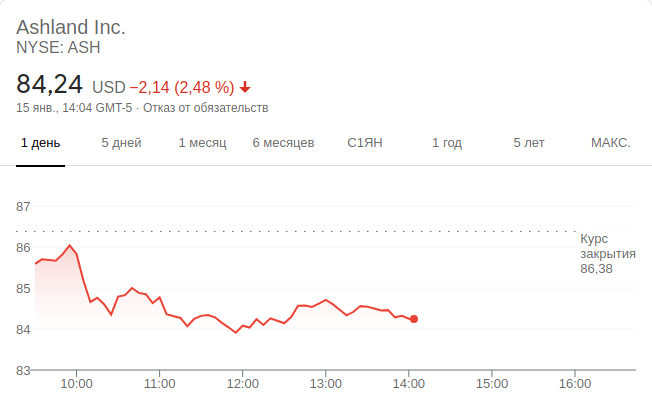 Ashland Inc.
NYSE: ASH
84,24 USD −2,14 (2,48 %)
15 янв., 14:04 GMT-5 · Отказ от обязательств
1 день 5 дней 1 месяц 6 месяцев С1ЯН 1 год 5 лет МАКС.
87
86
85
84
83
Курс
закрытия
86,38
10:00 11:00 12:00 13:00 14:00 15:00 16:00